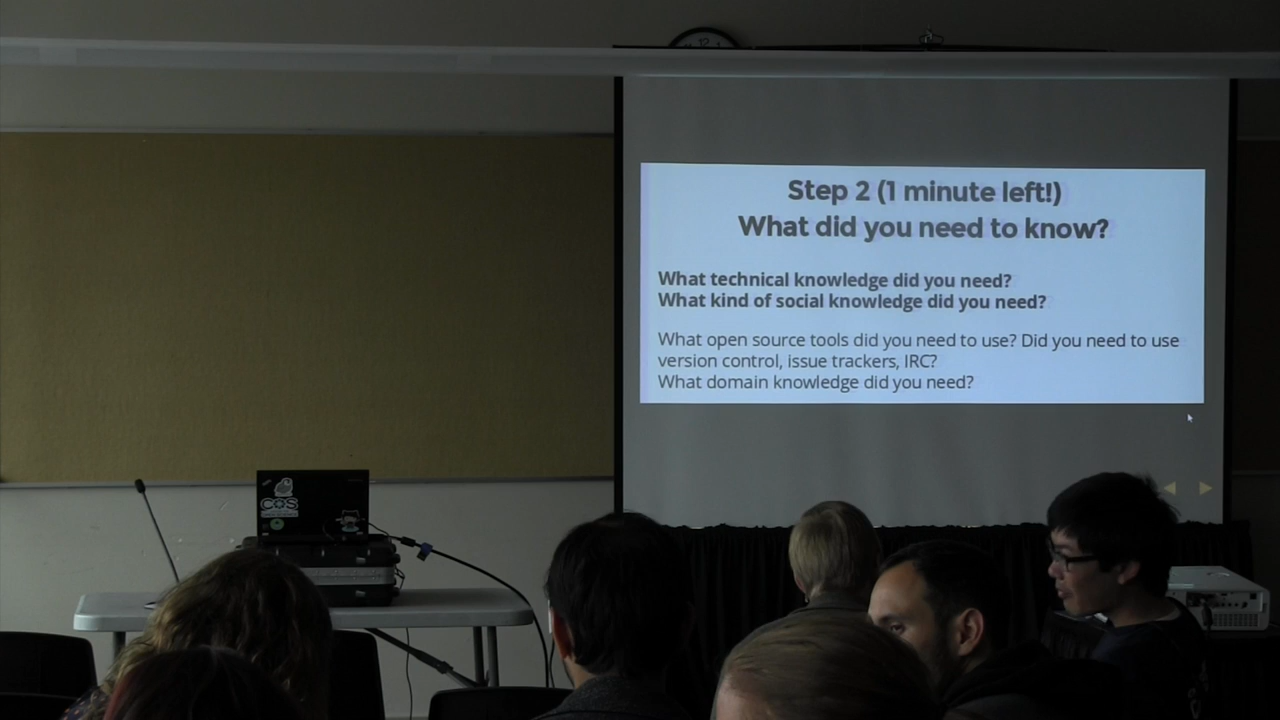 Step 2 (1 minute left!)
What did you need to know?
What technical knowledge did you need?
What kind of social knowledge did you need?
What open source tools did you need to use? Did you need to use
version control, issue trackers, IRC?
What domain knowledge did you need?
COS